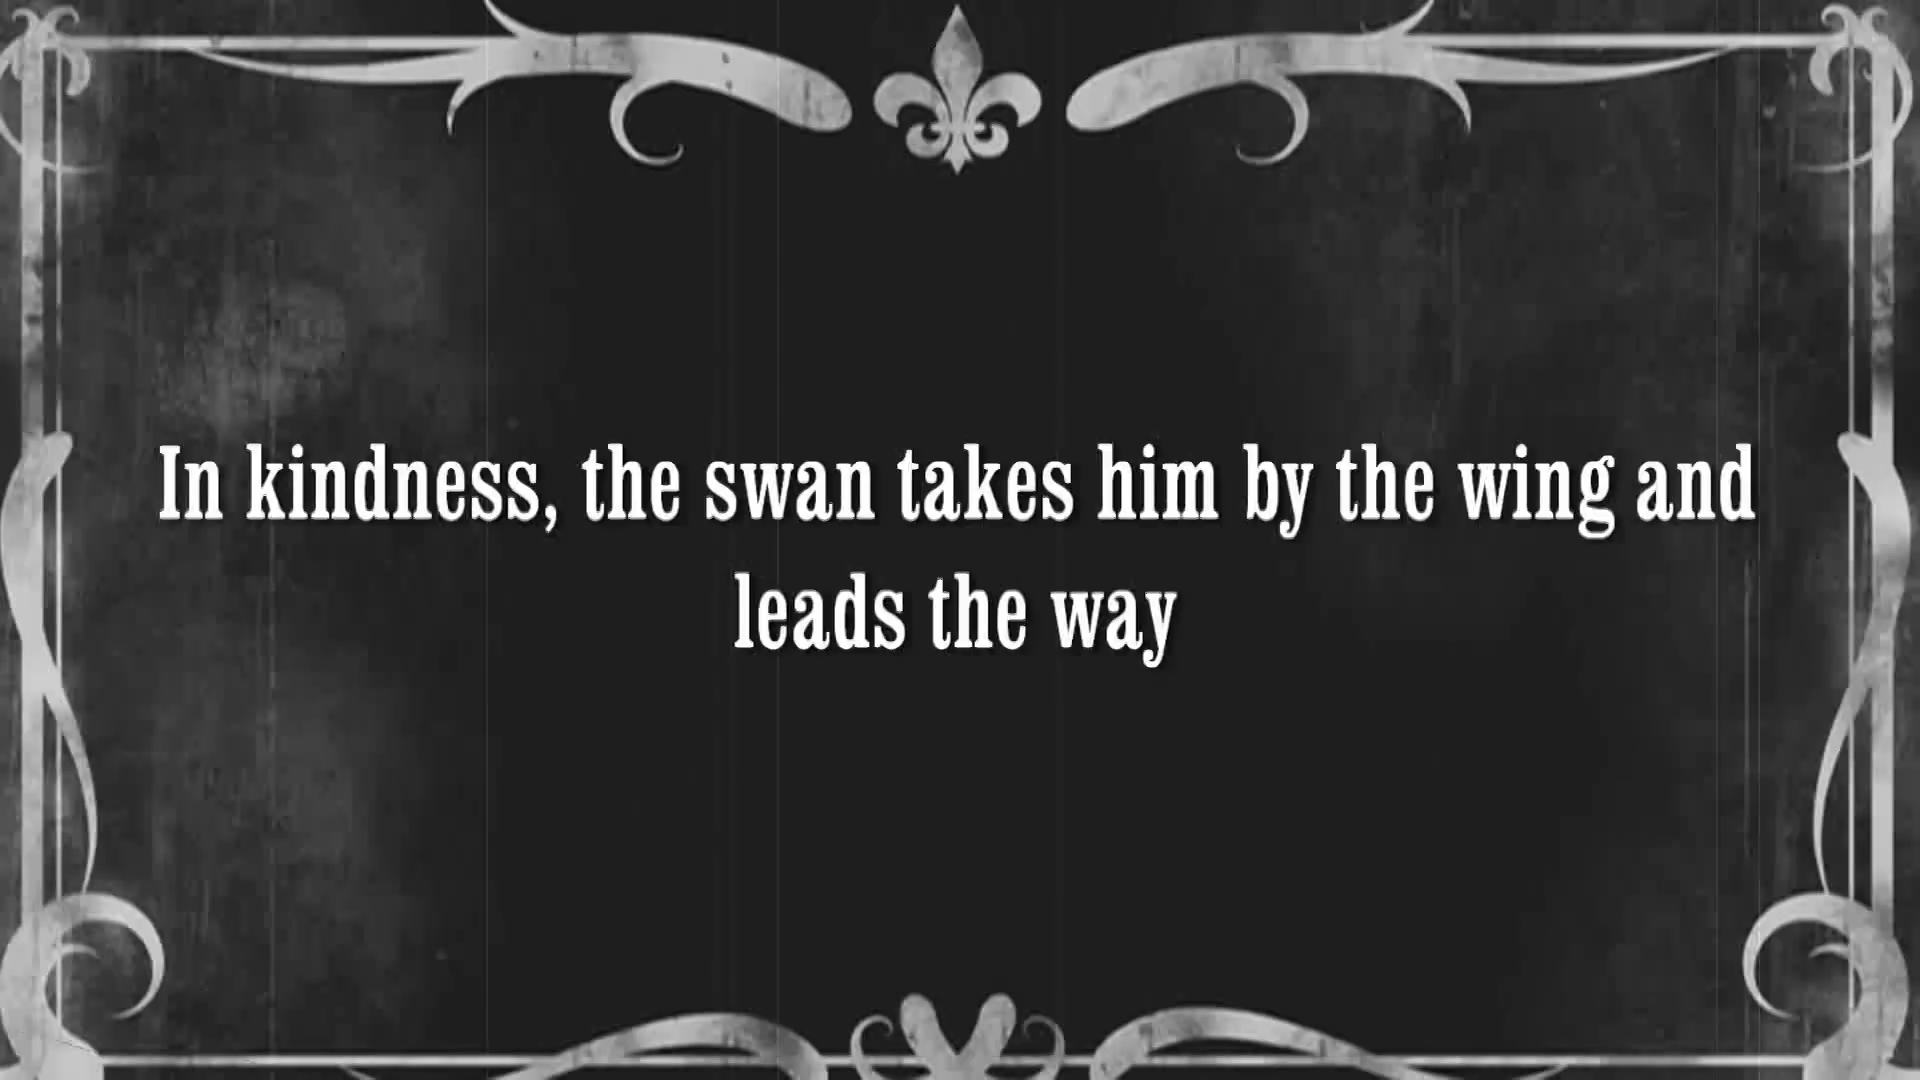 In kindness, the swan takes him by the wing and
leads the way